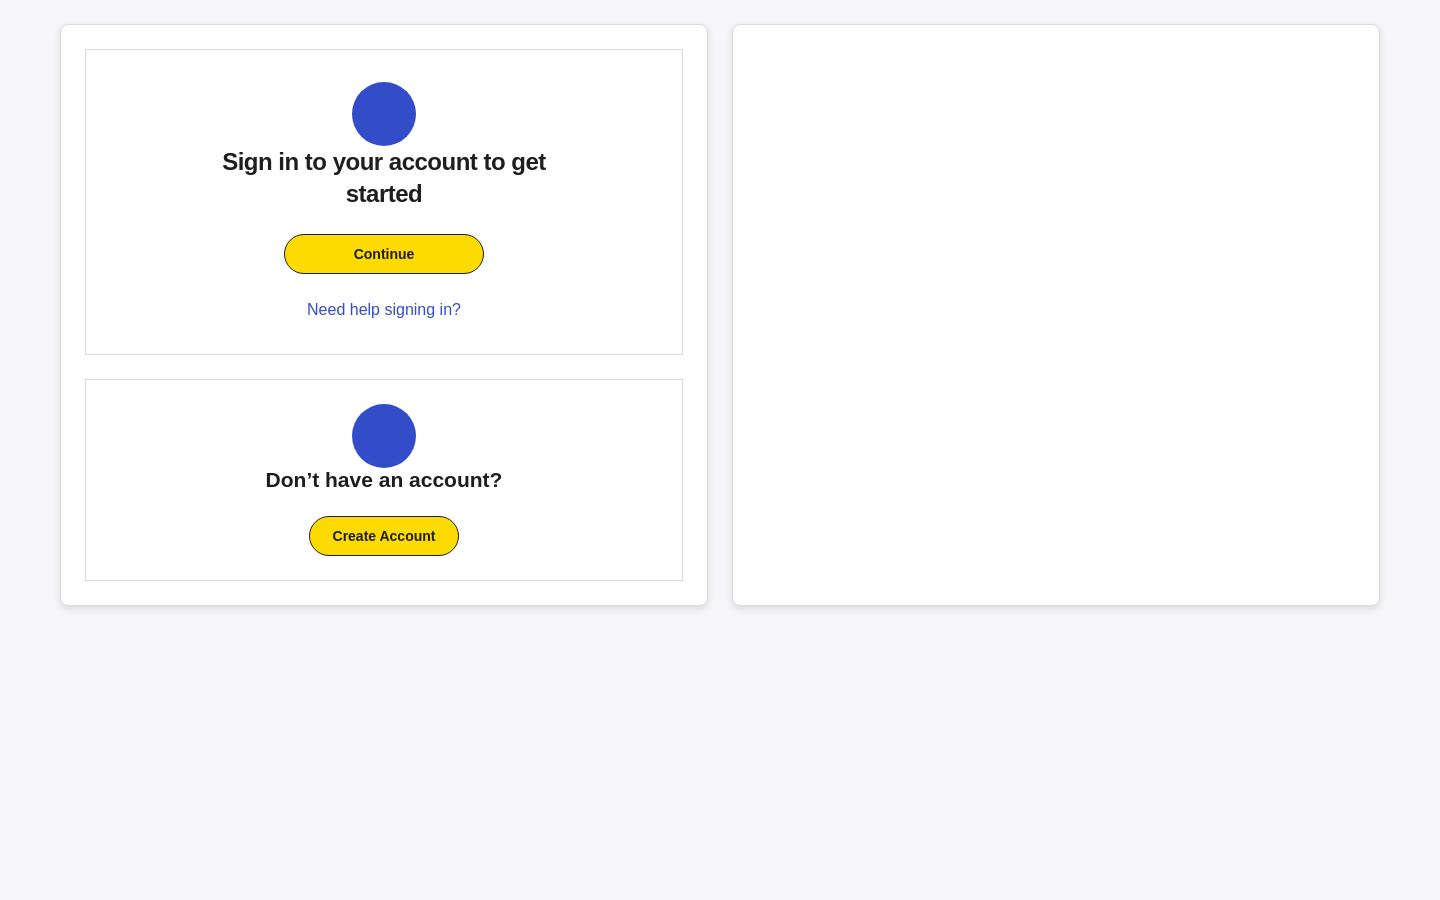 Sign in to your account to get
started
Continue
Need help signing in?
Don’t have an account?
Create Account